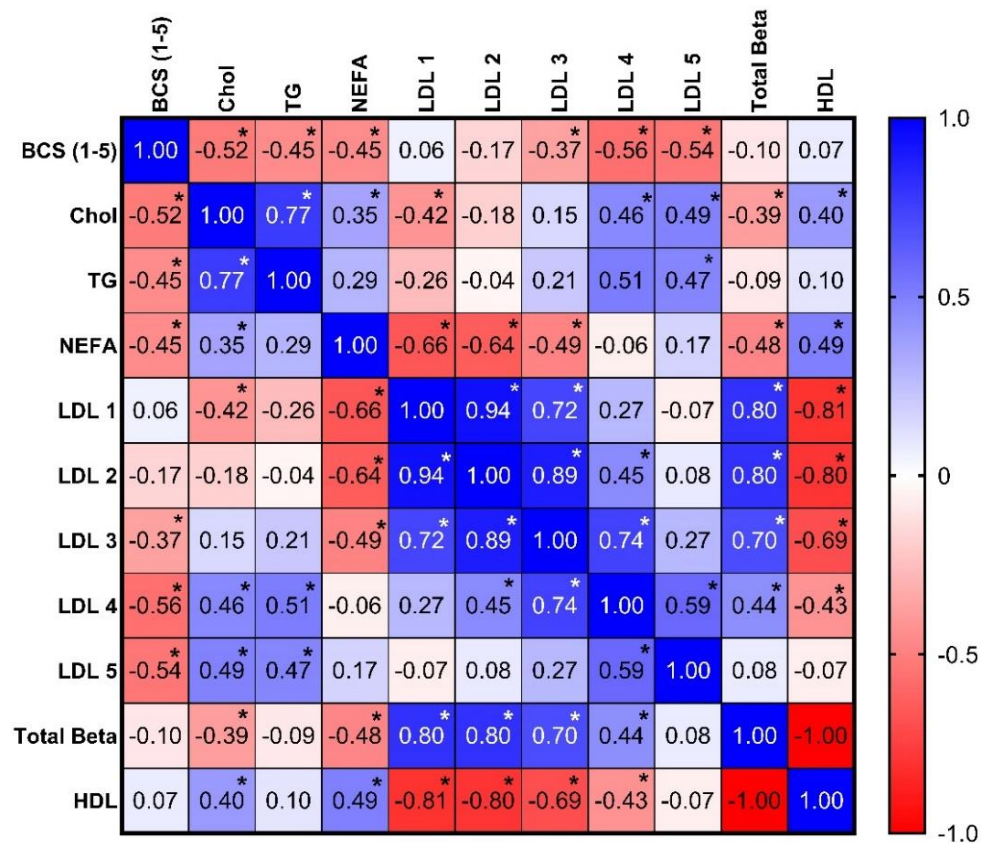 BCS (1-5) Chol TG NEFA LDL 1 LDL 2 LDL 3 LDL 4 LDL 5 Total Beta HDL
BCS (1-5) 1.00 -0.52* -0.45* -0.45* 0.06 -0.17 -0.37* -0.56* -0.54* -0.10 0.07
Chol -0.52* 1.00 0.77* 0.35* -0.42* -0.18 0.15 0.46* 0.49* -0.39* 0.40*
TG -0.45* 0.77* 1.00 0.29 -0.26 -0.04 0.21 0.51 0.47* -0.09 0.10
NEFA -0.45* 0.35* 0.29 1.00 -0.66* -0.64* -0.49* -0.06 0.17 -0.48* 0.49*
LDL 1 0.06 -0.42* -0.26 -0.66* 1.00 0.94* 0.72* 0.27 -0.07 0.80* -0.81*
LDL 2 -0.17 -0.18 -0.04 -0.64* 0.94* 1.00 0.89* 0.45* 0.08 0.80* -0.80*
LDL 3 -0.37* 0.15 0.21 -0.49* 0.72* 0.89* 1.00 0.74* 0.27 0.70* -0.69*
LDL 4 -0.56* 0.46* 0.51* -0.06 0.27 0.45* 0.74* 1.00 0.59* 0.44* -0.43*
LDL 5 -0.54* 0.49* 0.47* 0.17 -0.07 0.08 0.27 0.59* 1.00 0.08 -0.07
Total Beta -0.10 -0.39* -0.09 -0.48* 0.80* 0.80* 0.70* 0.44* 0.08 1.00 -1.00
HDL 0.07 0.40* 0.10 0.49* -0.81* -0.80* -0.69* -0.43* -0.07 -1.00 1.00
1.0
0.5
0
-0.5
-1.0